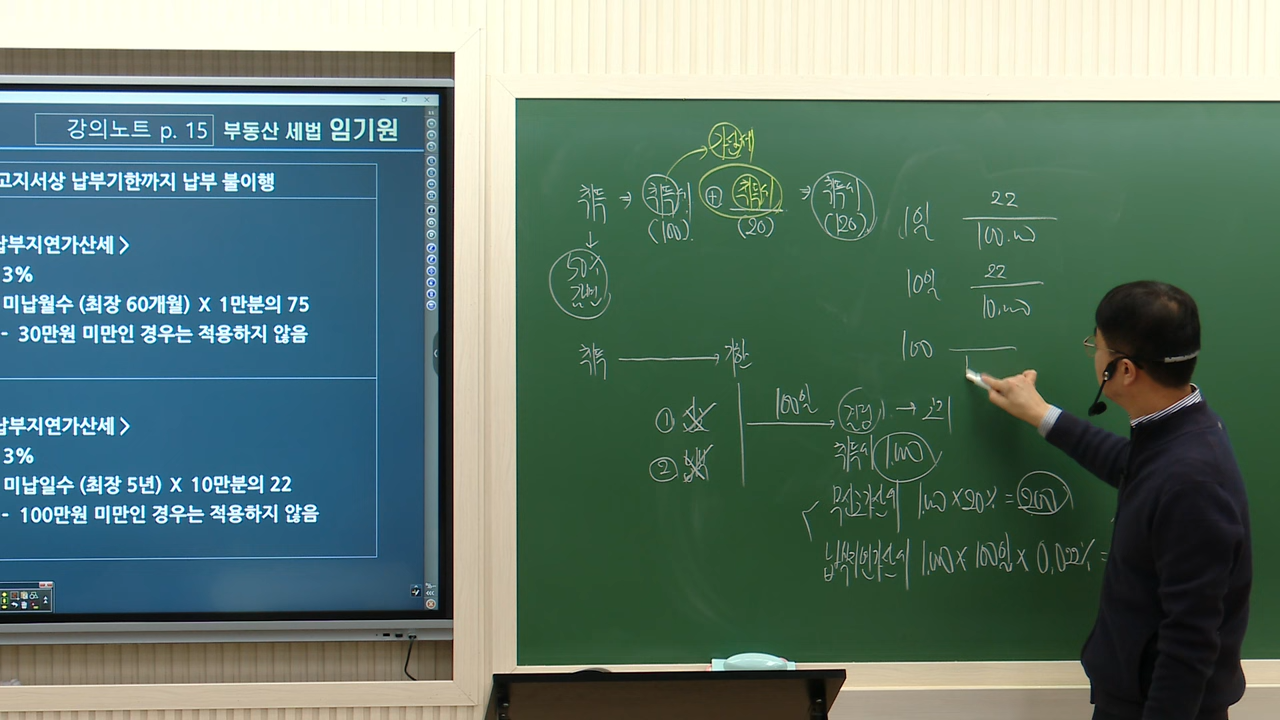 강의노트 p. 15 부동산 세법 임기원
고지서상 납부기한까지 납부 불이행
납부지연가산세 >
3%
미납월수 (최장 60개월) X 1만분의 75
- 30만원 미만인 경우는 적용하지 않음
납부지연가산세 >
3%
미납일수 (최장 5년) X 10만분의 22
- 100만원 미만인 경우는 적용하지 않음
가산세
취득 ⇒ 취득세 ⊕ 취득세 ⇒ 취득세
(100) (20) (120)
↓
50%
감면
취득 → 기한
① 신
②
100일 → 관
취득세 1,000
무신고가산세 1,000 × 20% = 200
납부지연가산세 1,000 × 100일 × 0,022% =
1일 22
100.000
10일 22
10.000
100